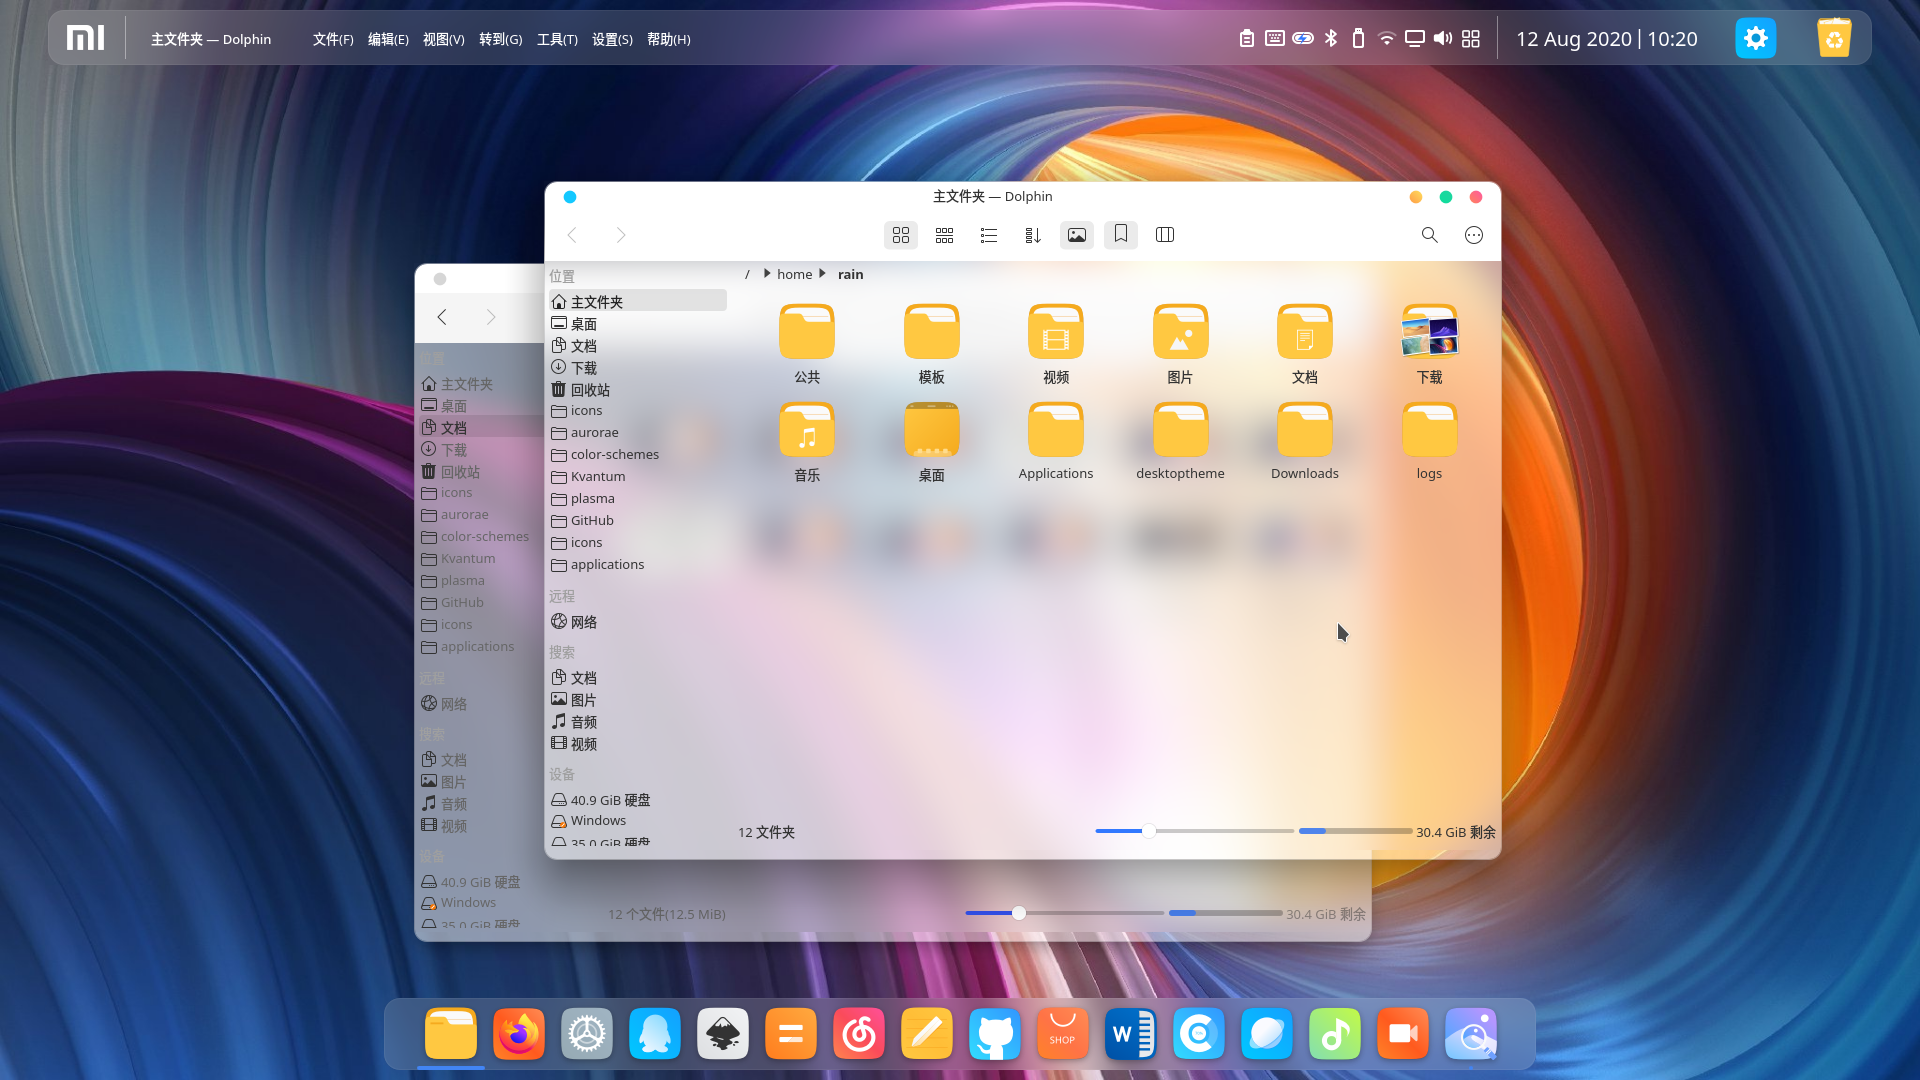 主文件夹 — Dolphin 文件(F) 编辑(E) 视图(V) 转到(G) 工具(T) 设置(S) 帮助(H) 12 Aug 2020 | 10:20
主文件夹 — Dolphin
位置
主文件夹
桌面
文档
下载
回收站
icons
aurorae
color-schemes
Kvantum
plasma
GitHub
icons
applications
远程
网络
搜索
文档
图片
音频
视频
设备
40.9 GiB 硬盘
Windows
35.0 GiB 硬盘
/ home rain
公共 模板 视频 图片 文档 下载
音乐 桌面 Applications desktoptheme Downloads logs
12 文件夹 30.4 GiB 剩余
位置
主文件夹
桌面
文档
下载
回收站
icons
aurorae
color-schemes
Kvantum
plasma
GitHub
icons
applications
远程
网络
搜索
文档
图片
音频
视频
设备
40.9 GiB 硬盘
Windows
35.0 GiB 硬盘
12 个文件(12.5 MiB) 30.4 GiB 剩余
SHOP
W